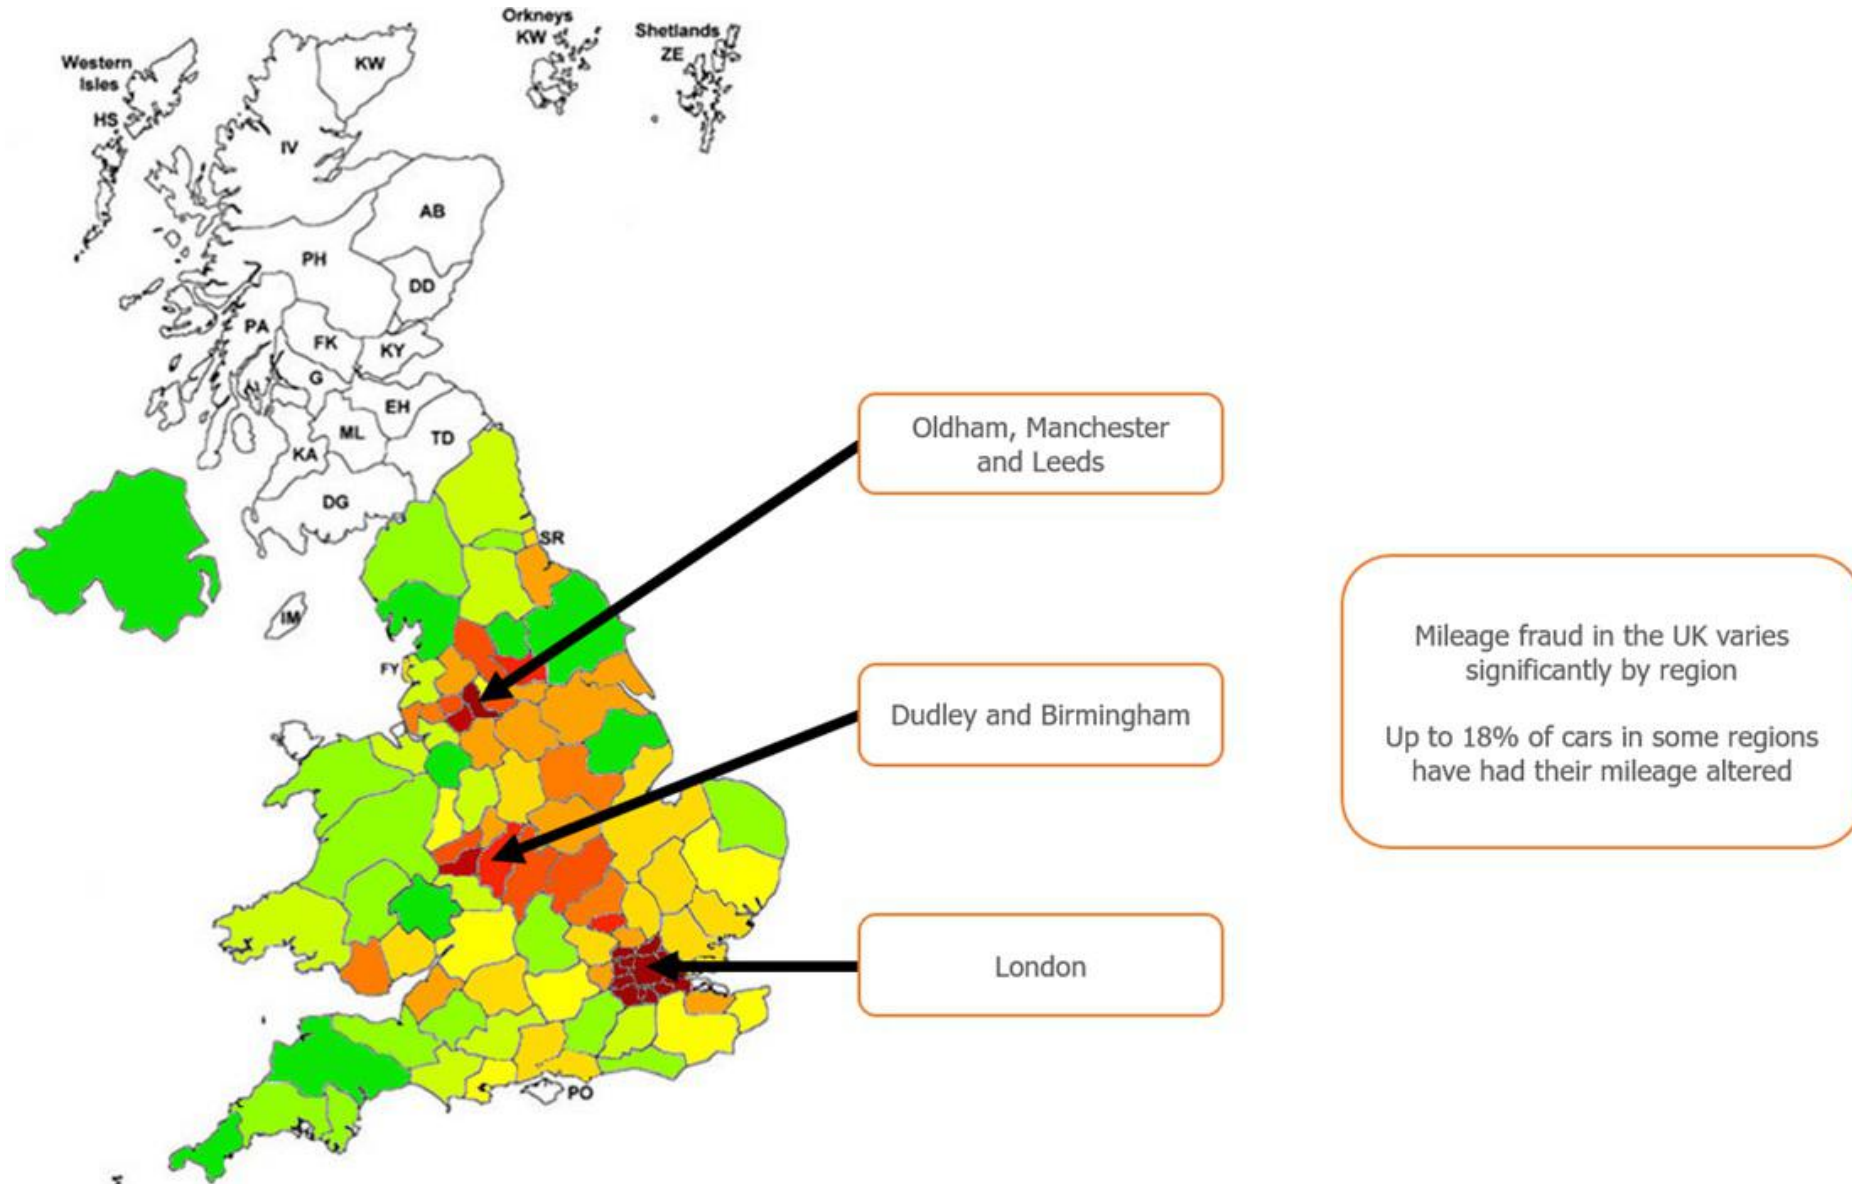 Orkneys
KW
Shetlands
ZE
Western
Isles
HS
KW
IV
AB
PH
DD
PA
FK
KY
G
EH
ML
TD
KA
DG
SR
IM
FY
PO
Oldham, Manchester
and Leeds
Dudley and Birmingham
London
Mileage fraud in the UK varies
significantly by region
Up to 18% of cars in some regions
have had their mileage altered